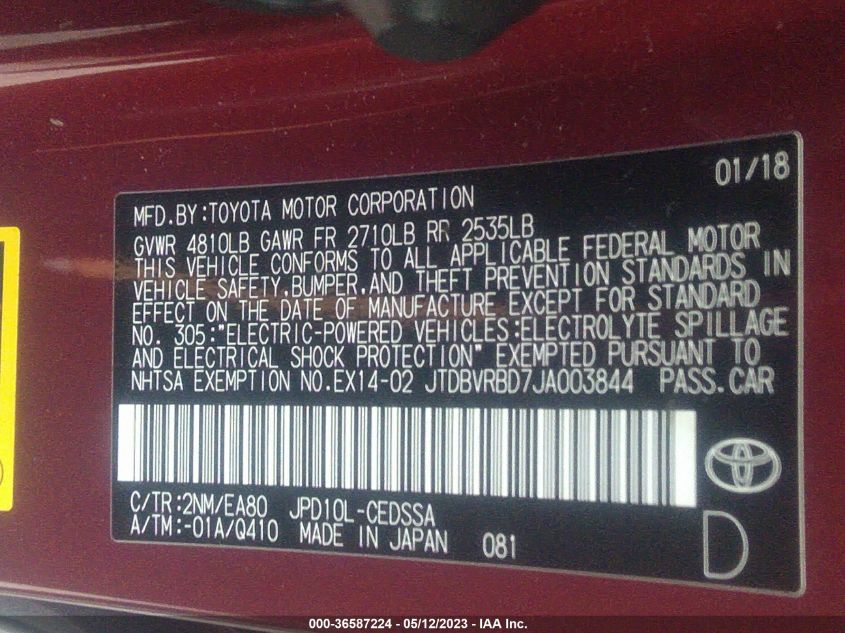 01/18
MFD.BY:TOYOTA MOTOR CORPORATION
GVWR 4810LB GAWR FR 2710LB RR 2535LB
THIS VEHICLE CONFORMS TO ALL APPLICABLE FEDERAL MOTOR
VEHICLE SAFETY,BUMPER,AND THEFT PREVENTION STANDARDS IN
EFFECT ON THE DATE OF MANUFACTURE EXCEPT FOR STANDARD
NO. 305:"ELECTRIC-POWERED VEHICLES:ELECTROLYTE SPILLAGE
AND ELECTRICAL SHOCK PROTECTION" EXEMPTED PURSUANT TO
NHTSA EXEMPTION NO.EX14-02 JTDBVRBD7JA003844 PASS.CAR
C/TR:2NM/EA80 JPD10L-CEDSSA
A/TM:-01A/Q410 MADE IN JAPAN 081
D
000-36587224 - 05/12/2023 - IAA Inc.